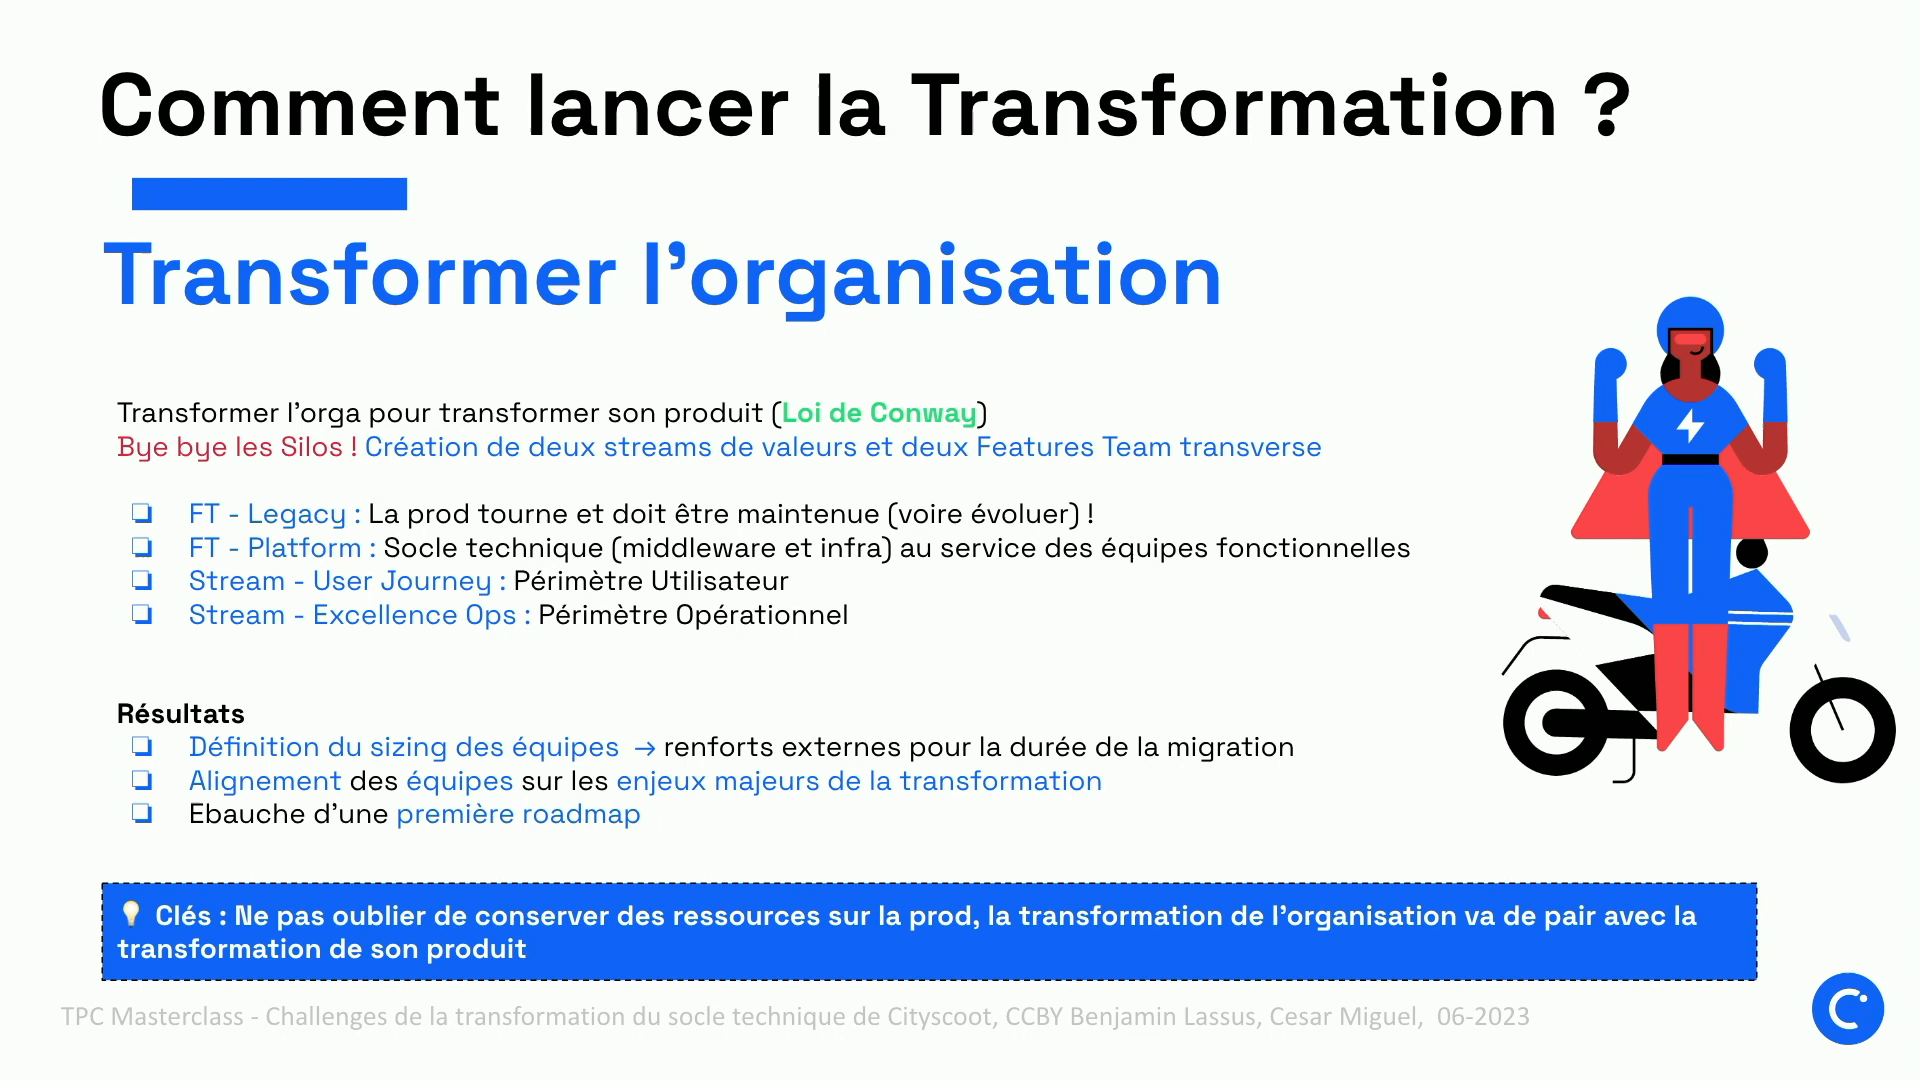 Comment lancer la Transformation ?
Transformer l’organisation
Transformer l’orga pour transformer son produit (Loi de Conway)
Bye bye les Silos ! Création de deux streams de valeurs et deux Features Team transverse
❏ FT - Legacy : La prod tourne et doit être maintenue (voire évoluer) !
❏ FT - Platform : Socle technique (middleware et infra) au service des équipes fonctionnelles
❏ Stream - User Journey : Périmètre Utilisateur
❏ Stream - Excellence Ops : Périmètre Opérationnel
Résultats
❏ Définition du sizing des équipes → renforts externes pour la durée de la migration
❏ Alignement des équipes sur les enjeux majeurs de la transformation
❏ Ebauche d’une première roadmap
💡 Clés : Ne pas oublier de conserver des ressources sur la prod, la transformation de l’organisation va de pair avec la
transformation de son produit
TPC Masterclass - Challenges de la transformation du socle technique de Cityscoot, CCBY Benjamin Lassus, Cesar Miguel, 06-2023